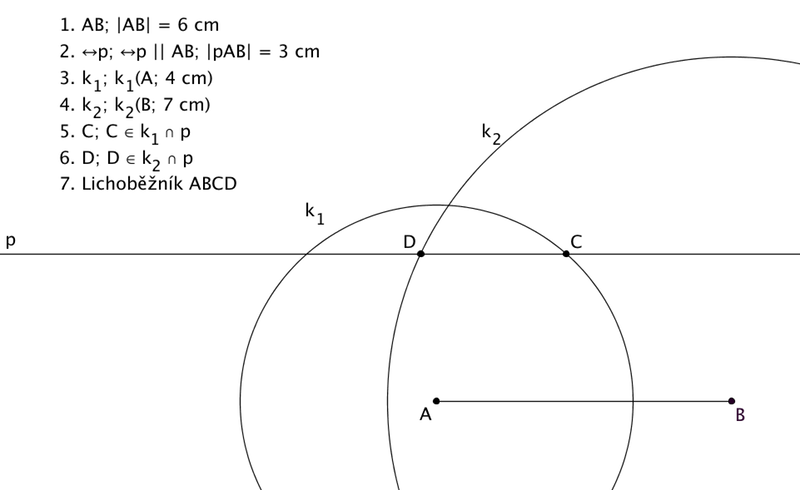 1. AB; |AB| = 6 cm
2. ↔p; ↔p || AB; |pAB| = 3 cm
3. k₁; k₁(A; 4 cm)
4. k₂; k₂(B; 7 cm)
5. C; C ∈ k₁ ∩ p
6. D; D ∈ k₂ ∩ p
7. Lichoběžník ABCD
k₂
k₁
p
D
C
A
B